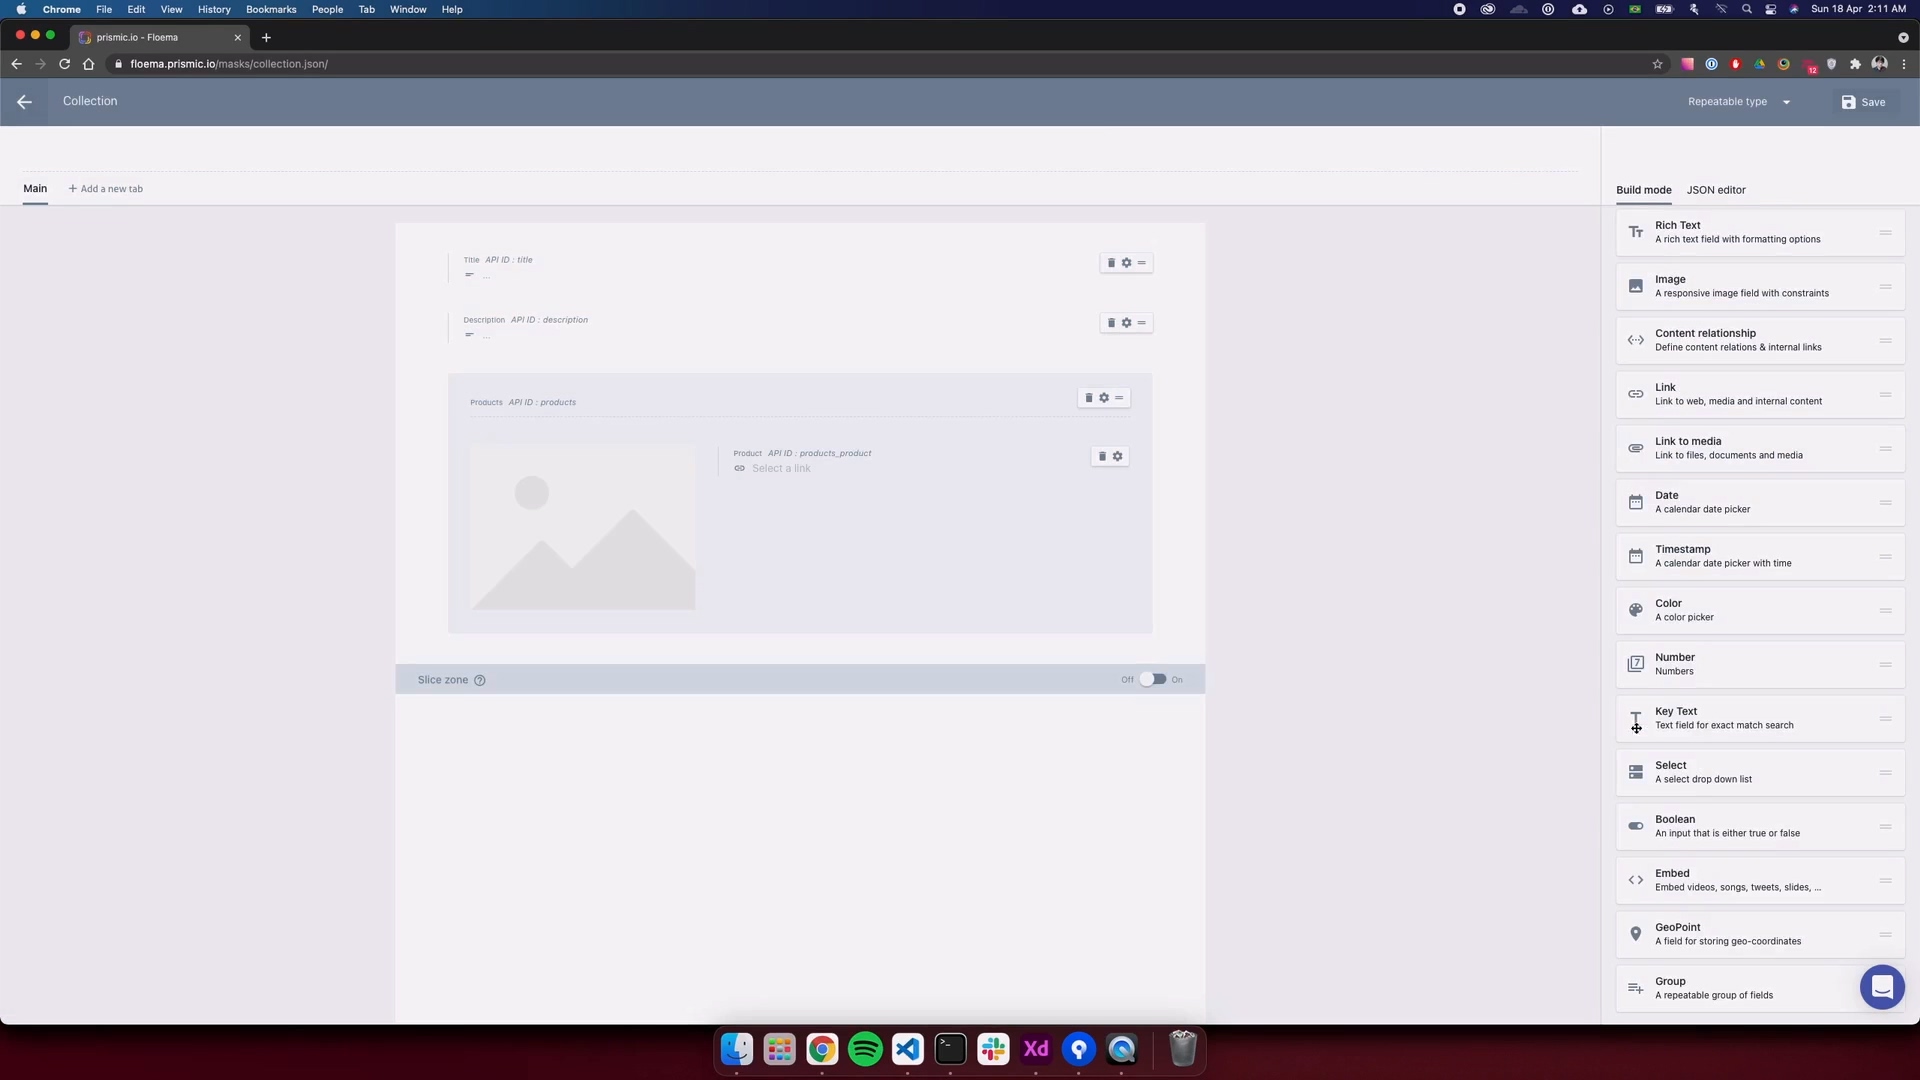 Chrome File Edit View History Bookmarks People Tab Window Help
Sun 18 Apr 2:11 AM
prismic.io - Floema
floema.prismic.io/masks/collection.json/
12
Collection
Repeatable type
Save
Main
+ Add a new tab
Build mode
JSON editor
Title API ID : title
...
Description API ID : description
...
Products API ID : products
Product API ID : products_product
Select a link
Slice zone ?
Off
On
Rich Text
A rich text field with formatting options
Image
A responsive image field with constraints
Content relationship
Define content relations & internal links
Link
Link to web, media and internal content
Link to media
Link to files, documents and media
Date
A calendar date picker
Timestamp
A calendar date picker with time
Color
A color picker
7
Number
Numbers
Key Text
Text field for exact match search
Select
A select drop down list
Boolean
An input that is either true or false
Embed
Embed videos, songs, tweets, slides, ...
GeoPoint
A field for storing geo-coordinates
Group
A repeatable group of fields
Xd